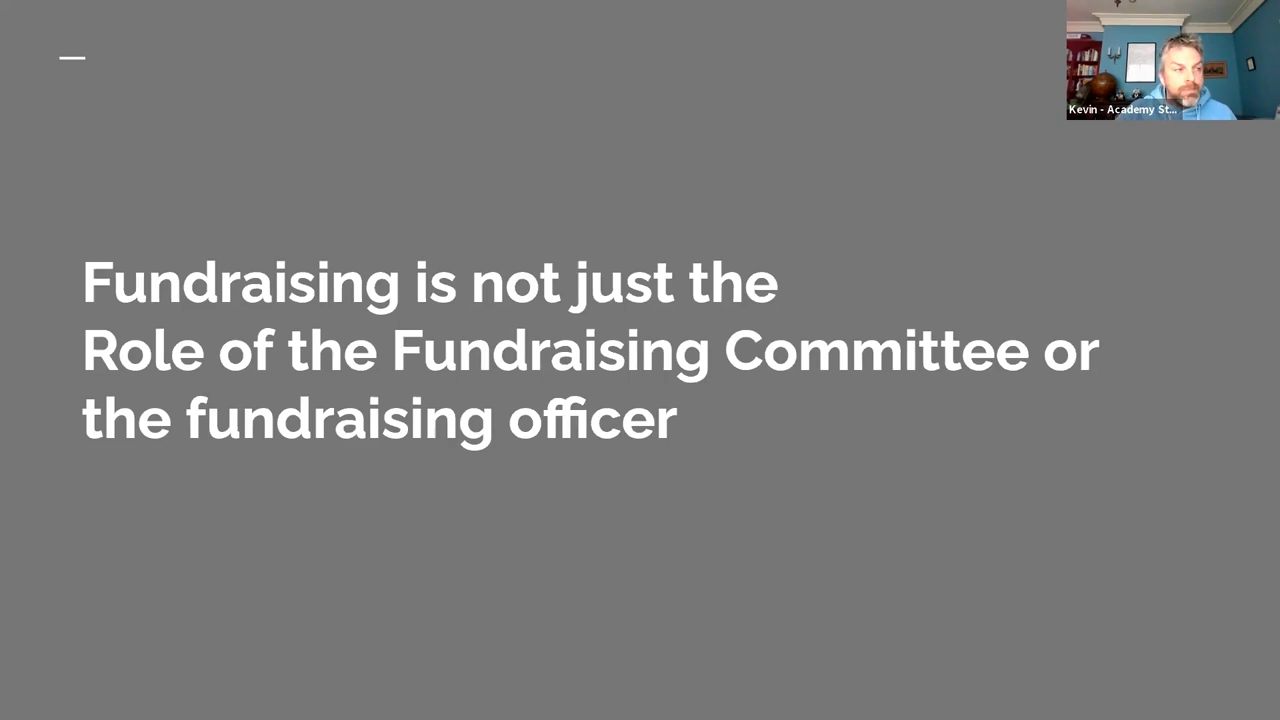 Kevin - Academy St...
Fundraising is not just the
Role of the Fundraising Committee or
the fundraising officer